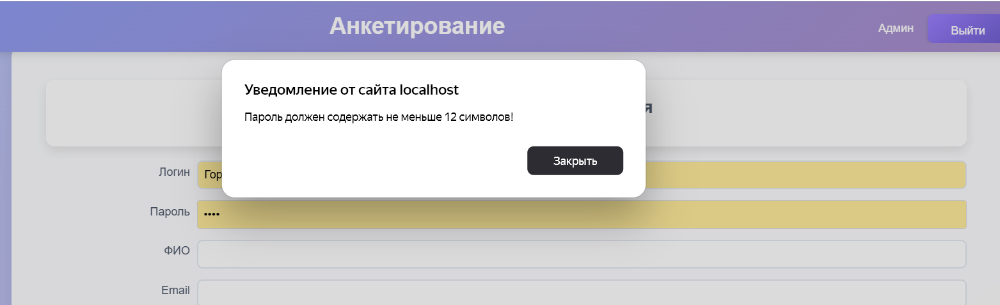 Анкетирование
Админ
Выйти
Уведомление от сайта localhost
Пароль должен содержать не меньше 12 символов!
Закрыть
Логин
Пароль
••••
ФИО
Email